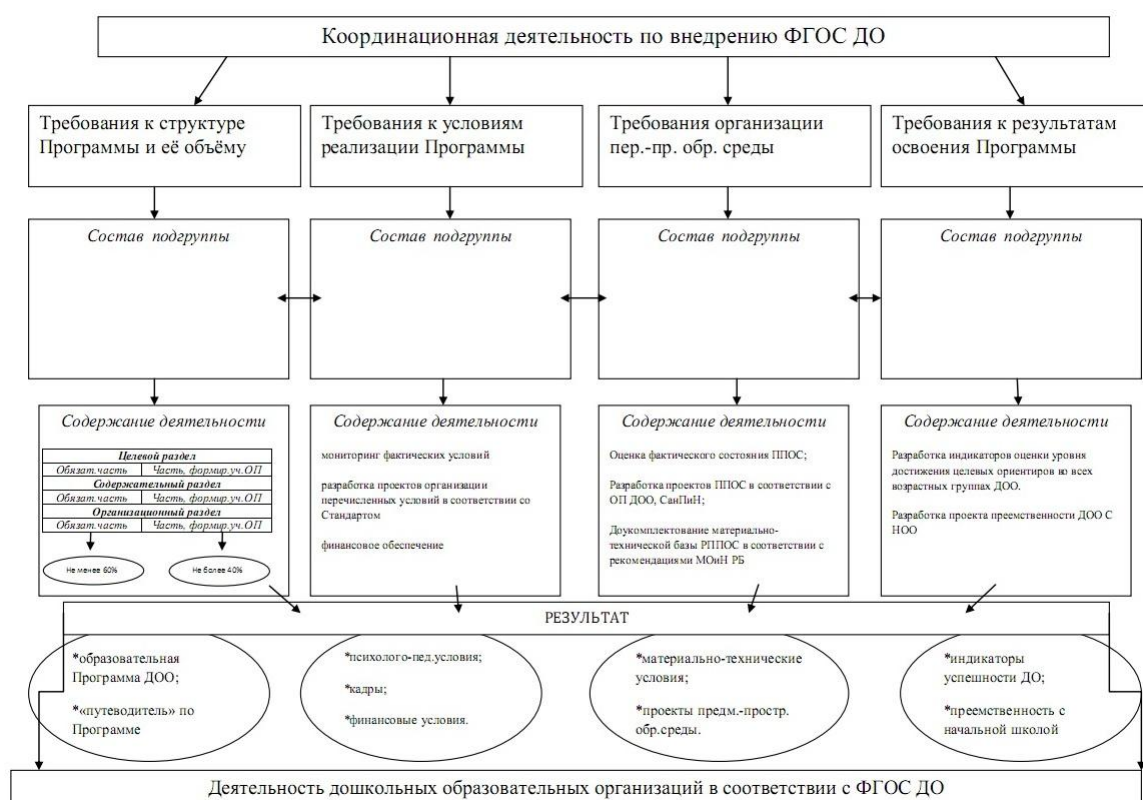 Координационная деятельность по внедрению ФГОС ДО
Требования к структуре
Программы и её объёму
Требования к условиям
реализации Программы
Требования организации
пер.-пр. обр. среды
Требования к результатам
освоения Программы
Состав подгруппы
Состав подгруппы
Состав подгруппы
Состав подгруппы
Содержание деятельности
Целевой раздел
Обязат.часть
Часть, формир.уч.ОП
Содержательный раздел
Обязат.часть
Часть, формир.уч.ОП
Организационный раздел
Обязат.часть
Часть, формир.уч.ОП
Не менее 60%
Не более 40%
Содержание деятельности
мониторинг фактических условий
разработка проектов организации
перечисленных условий в соответствии со
Стандартом
финансовое обеспечение
Содержание деятельности
Оценка фактического состояния ППОС;
Разработка проектов ППОС в соответствии с
ОП ДОО, СанПиН;
Доукомплектование материально-
технической базы РППОС в соответствии с
рекомендациями МОиН РБ
Содержание деятельности
Разработка индикаторов оценки уровня
достижения целевых ориентиров во всех
возрастных группах ДОО.
Разработка проекта преемственности ДОО С
НОО
РЕЗУЛЬТАТ
*образовательная
Программа ДОО;
*«путеводитель» по
Программе
*психолого-пед.условия;
*кадры;
*финансовые условия.
*материально-технические
условия;
*проекты предм.-простр.
обр.среды.
*индикаторы
успешности ДО;
*преемственность с
начальной школой
Деятельность дошкольных образовательных организаций в соответствии с ФГОС ДО